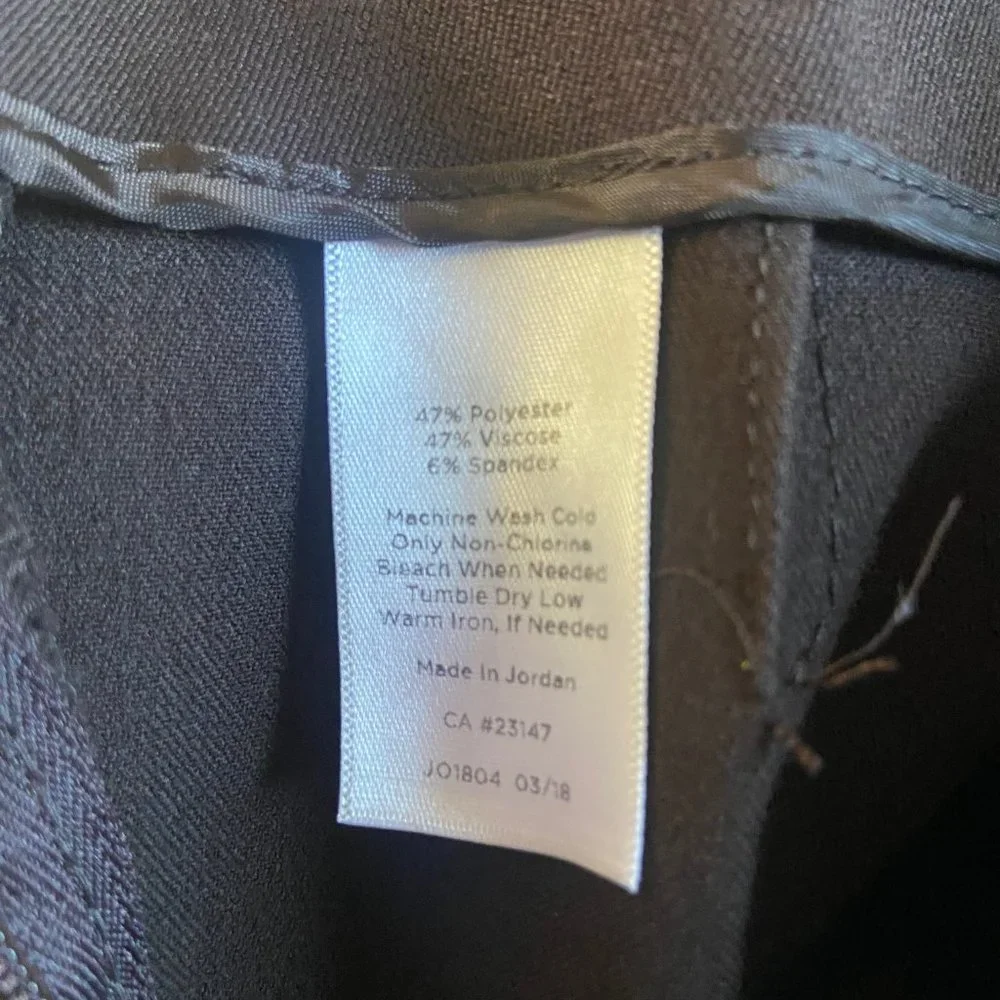 47% Polyester
47% Viscose
6% Spandex
Machine Wash Cold
Only Non-Chlorine
Bleach When Needed
Tumble Dry Low
Warm Iron, If Needed
Made In Jordan
CA #23147
JO1804 03/18